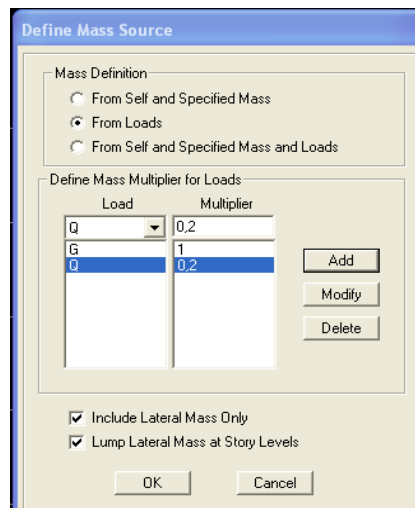 Define Mass Source
Mass Definition
From Self and Specified Mass
From Loads
From Self and Specified Mass and Loads
Define Mass Multiplier for Loads
Load Multiplier
Q 0,2
G 1
Q 0,2
Add
Modify
Delete
Include Lateral Mass Only
Lump Lateral Mass at Story Levels
OK Cancel